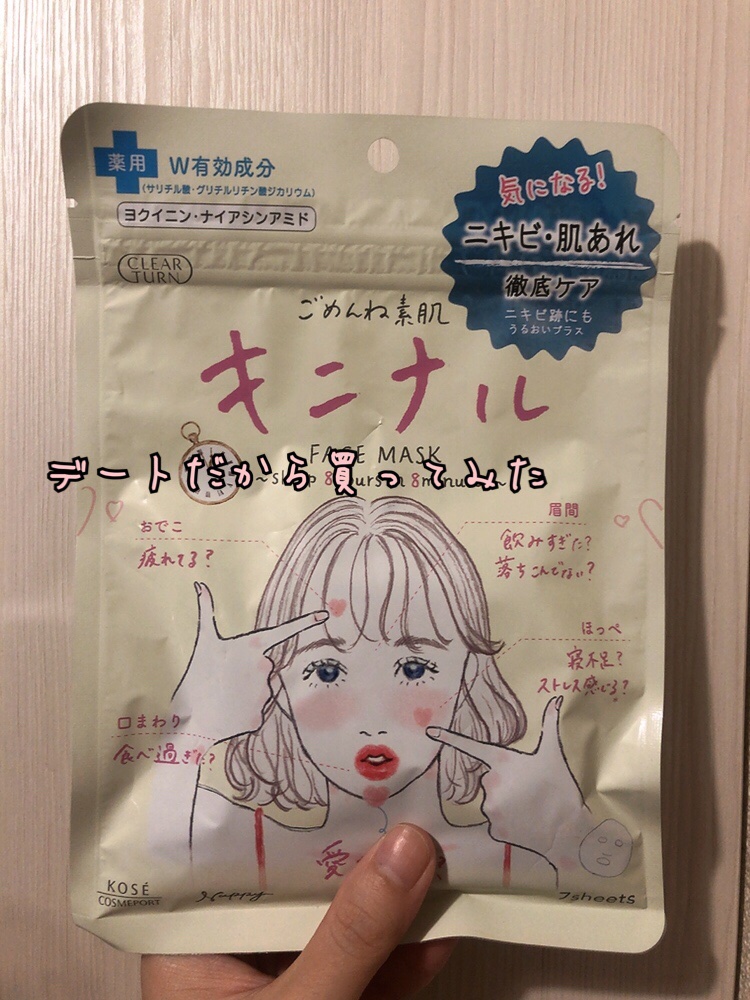 薬用 W有効成分
(サリチル酸・グリチルリチン酸ジカリウム)
ヨクイニン・ナイアシンアミド
気になる!
ニキビ・肌あれ
徹底ケア
ニキビ跡にも
うるおいプラス
CLEAR
TURN
ごめんね素肌
キニナル
FACE MASK
デートだから買ってみた
おでこ
疲れてる?
眉間
飲みすぎた?
落ちこんでない?
ほっぺ
寝不足?
ストレス感じる?
口まわり
食べ過ぎた?
愛
KOSÉ
COSMEPORT
7sheets